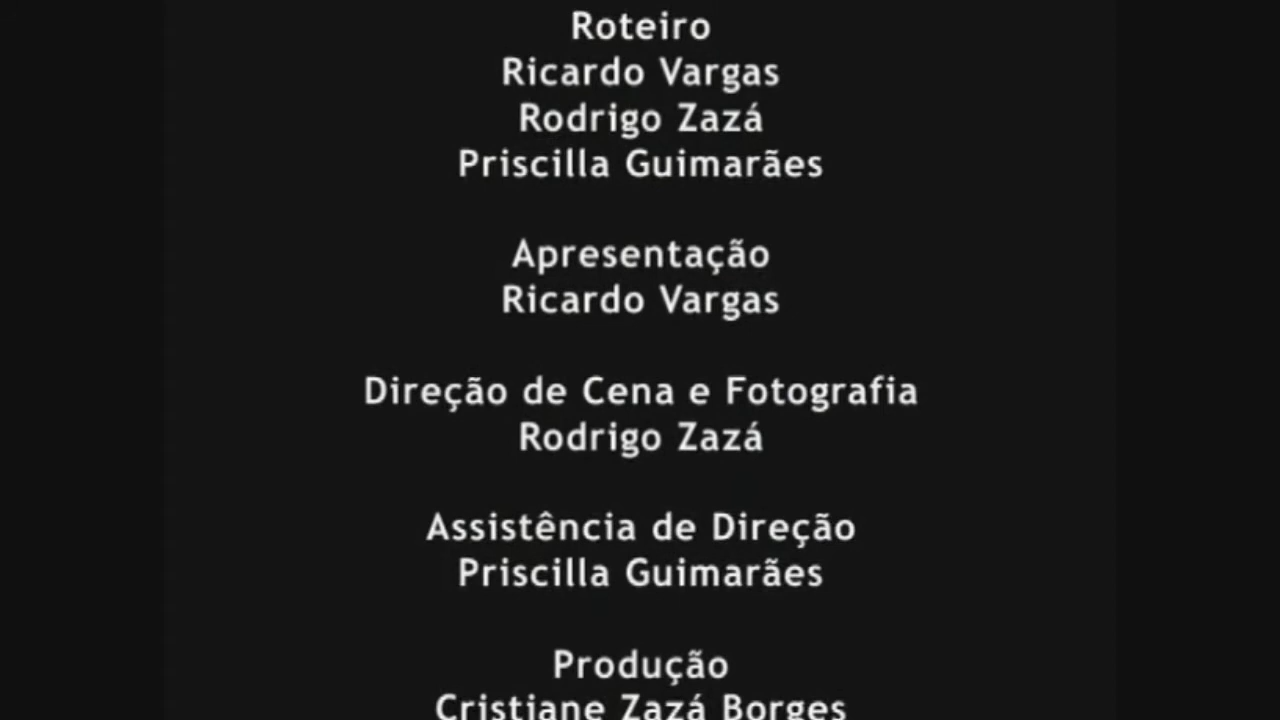 Roteiro
Ricardo Vargas
Rodrigo Zazá
Priscilla Guimarães
Apresentação
Ricardo Vargas
Direção de Cena e Fotografia
Rodrigo Zazá
Assistência de Direção
Priscilla Guimarães
Produção
Cristiane Zazá Borges